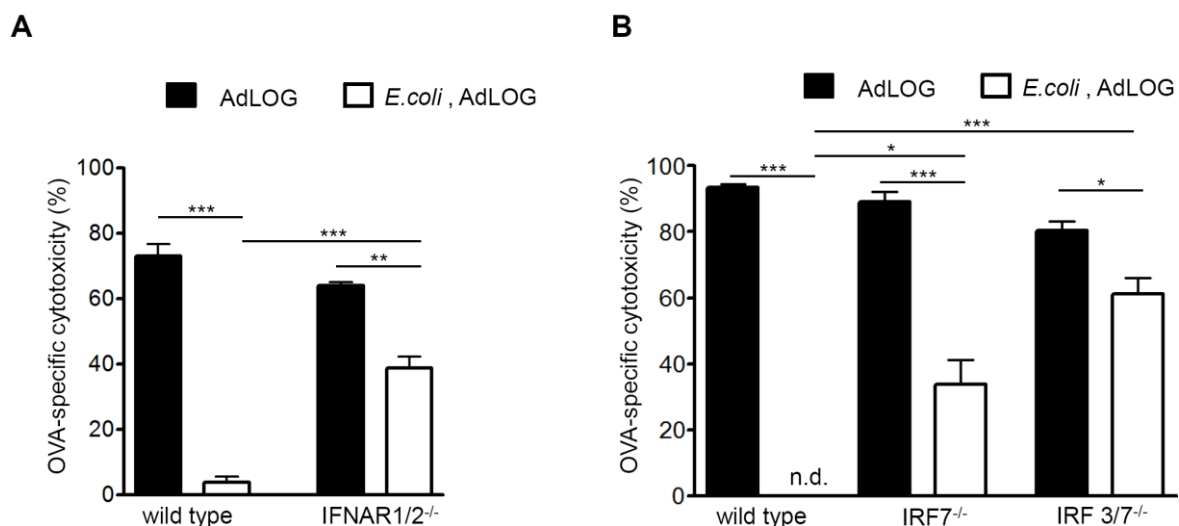 A
AdLOG
E.coli , AdLOG
OVA-specific cytotoxicity (%)
100
80
60
40
20
0
***
***
**
wild type
IFNAR1/2-/-
B
AdLOG
E.coli , AdLOG
OVA-specific cytotoxicity (%)
100
80
60
40
20
0
***
*
***
***
*
n.d.
wild type
IRF7-/-
IRF 3/7-/-